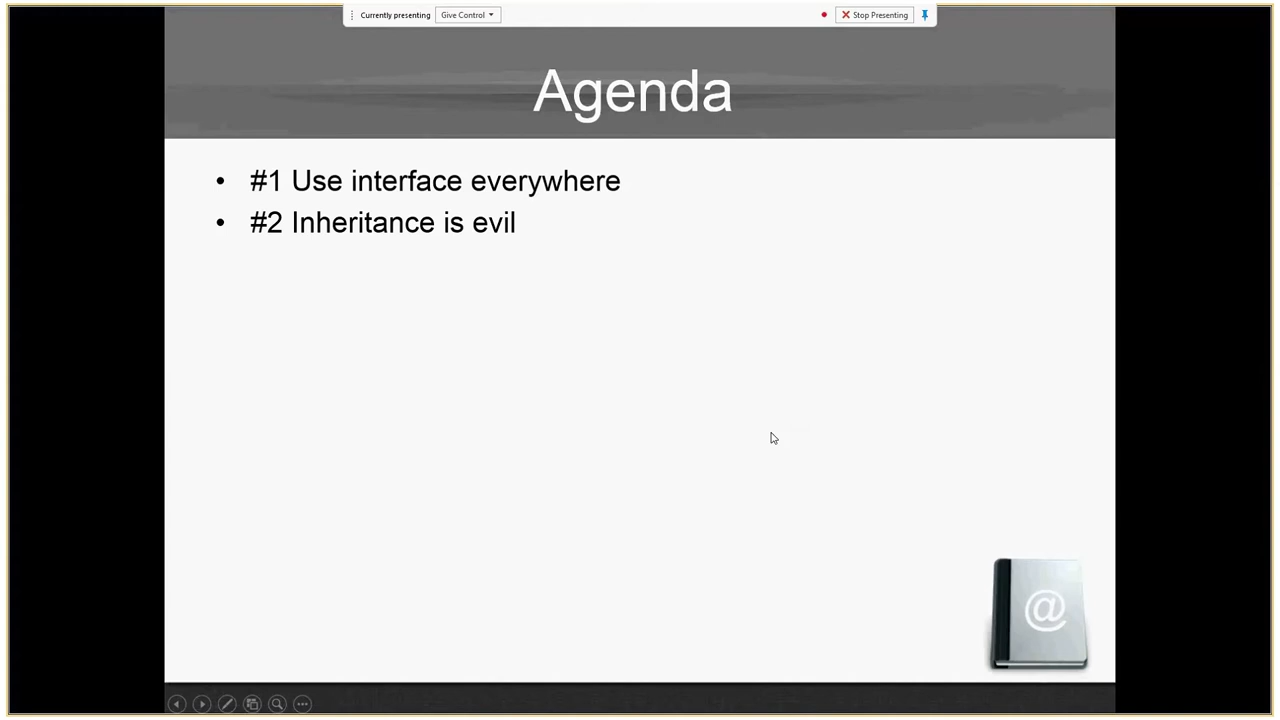 Currently presenting Give Control Stop Presenting
Agenda
• #1 Use interface everywhere
• #2 Inheritance is evil
@